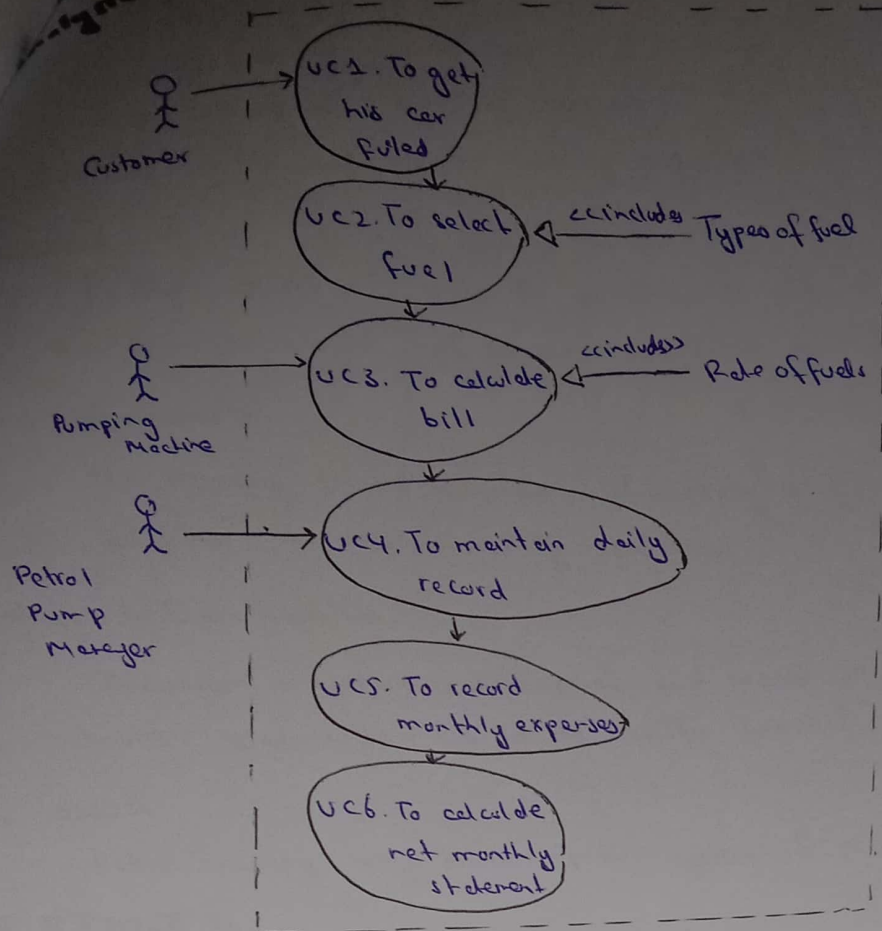 UC1. To get
his car
fuled
Customer
UC2. To select
fuel
<<includes
Types of fuel
UC3. To calculate
bill
<<includes>>
Rate of fuels
Pumping
Machine
UC4. To maintain daily
record
Petrol
Pump
Manager
UC5. To record
monthly expenses
UC6. To calculate
net monthly
statement